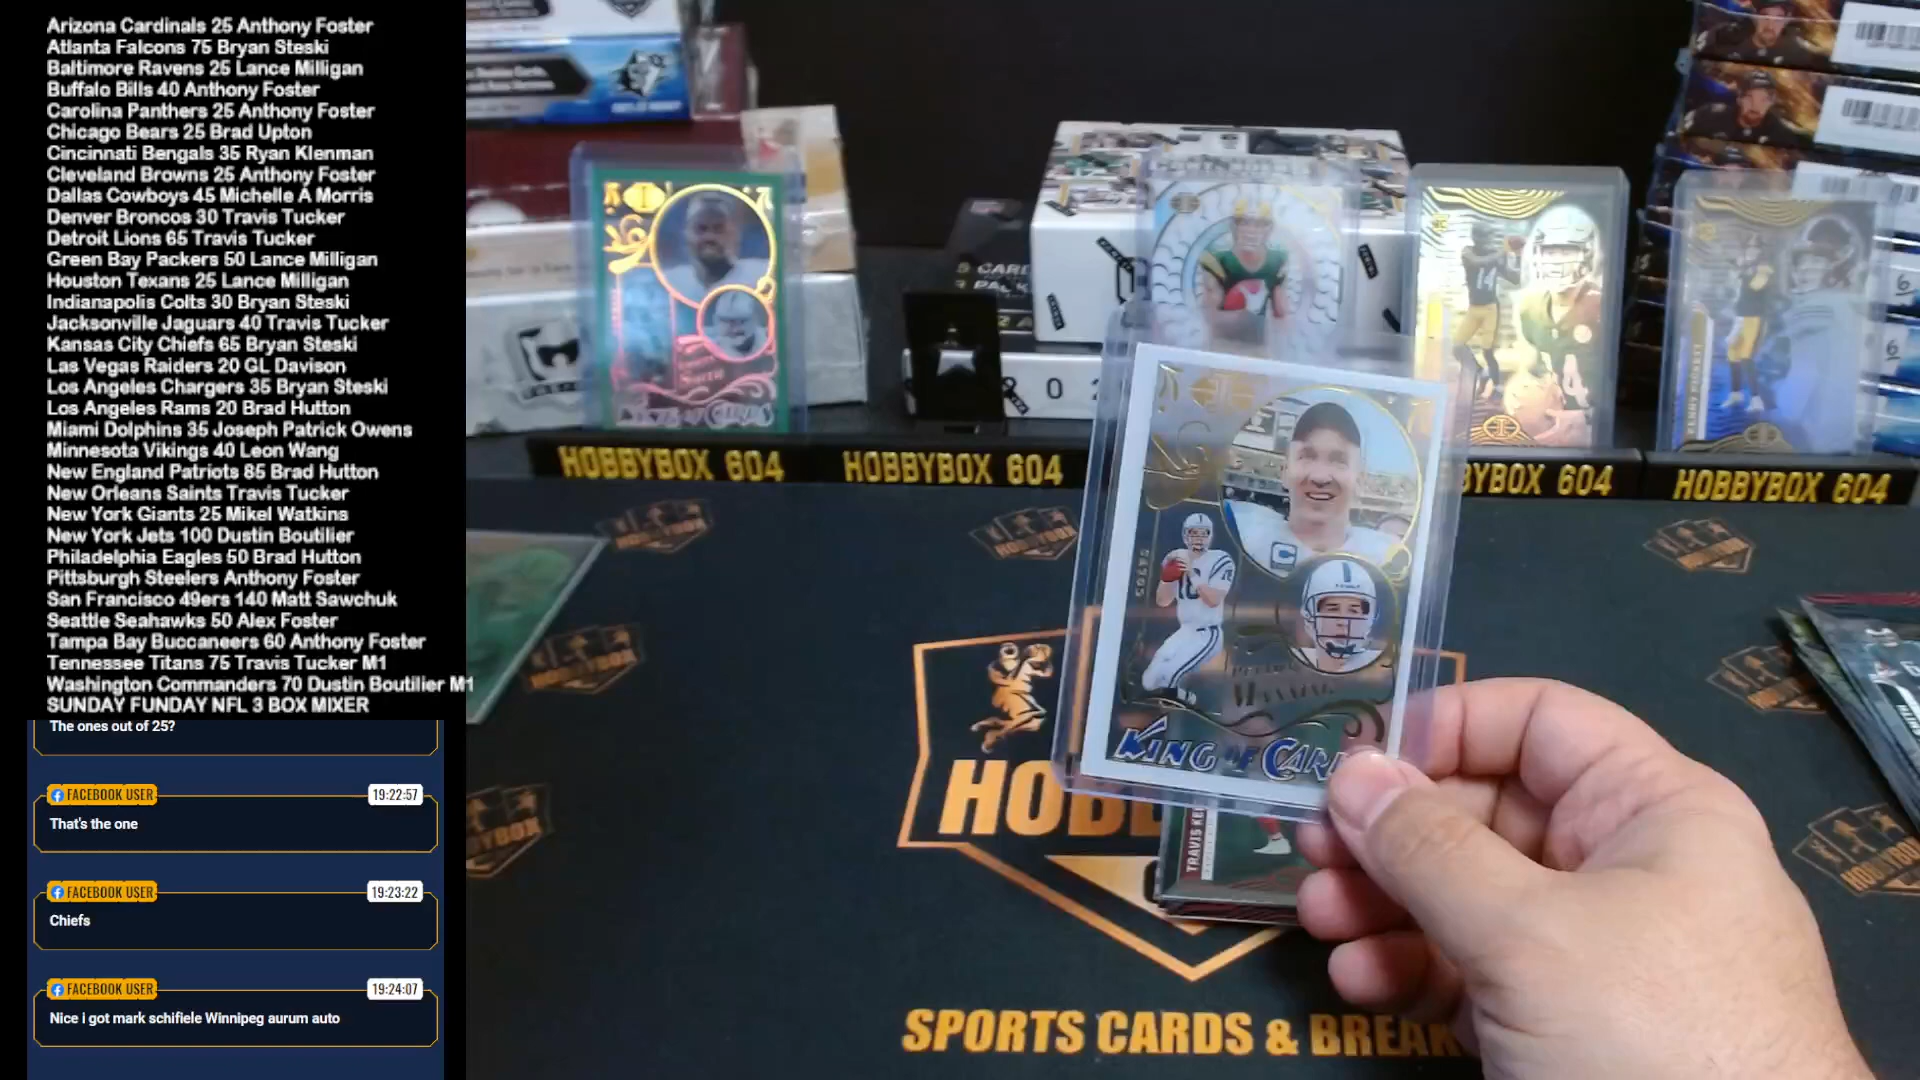 Arizona Cardinals 25 Anthony Foster
Atlanta Falcons 75 Bryan Steski
Baltimore Ravens 25 Lance Milligan
Buffalo Bills 40 Anthony Foster
Carolina Panthers 25 Anthony Foster
Chicago Bears 25 Brad Upton
Cincinnati Bengals 35 Ryan Klenman
Cleveland Browns 25 Anthony Foster
Dallas Cowboys 45 Michelle A Morris
Denver Broncos 30 Travis Tucker
Detroit Lions 65 Travis Tucker
Green Bay Packers 50 Lance Milligan
Houston Texans 25 Lance Milligan
Indianapolis Colts 30 Bryan Steski
Jacksonville Jaguars 40 Travis Tucker
Kansas City Chiefs 65 Bryan Steski
Las Vegas Raiders 20 GL Davison
Los Angeles Chargers 35 Bryan Steski
Los Angeles Rams 20 Brad Hutton
Miami Dolphins 35 Joseph Patrick Owens
Minnesota Vikings 40 Leon Wang
New England Patriots 85 Brad Hutton
New Orleans Saints Travis Tucker
New York Giants 25 Mikel Watkins
New York Jets 100 Dustin Boutilier
Philadelphia Eagles 50 Brad Hutton
Pittsburgh Steelers Anthony Foster
San Francisco 49ers 140 Matt Sawchuk
Seattle Seahawks 50 Alex Foster
Tampa Bay Buccaneers 60 Anthony Foster
Tennessee Titans 75 Travis Tucker M1
Washington Commanders 70 Dustin Boutilier M1
SUNDAY FUNDAY NFL 3 BOX MIXER
The ones out of 25?
FACEBOOK USER 19:22:57
That's the one
FACEBOOK USER 19:23:22
Chiefs
FACEBOOK USER 19:24:07
Nice i got mark schifiele Winnipeg aurum auto
HOBBYBOX 604
HOBBYBOX 604
BYBOX 604
HOBBYBOX 604
MANNING
KING OF CAR
TRAVIS KE
HOB
SPORTS CARDS & BREAK